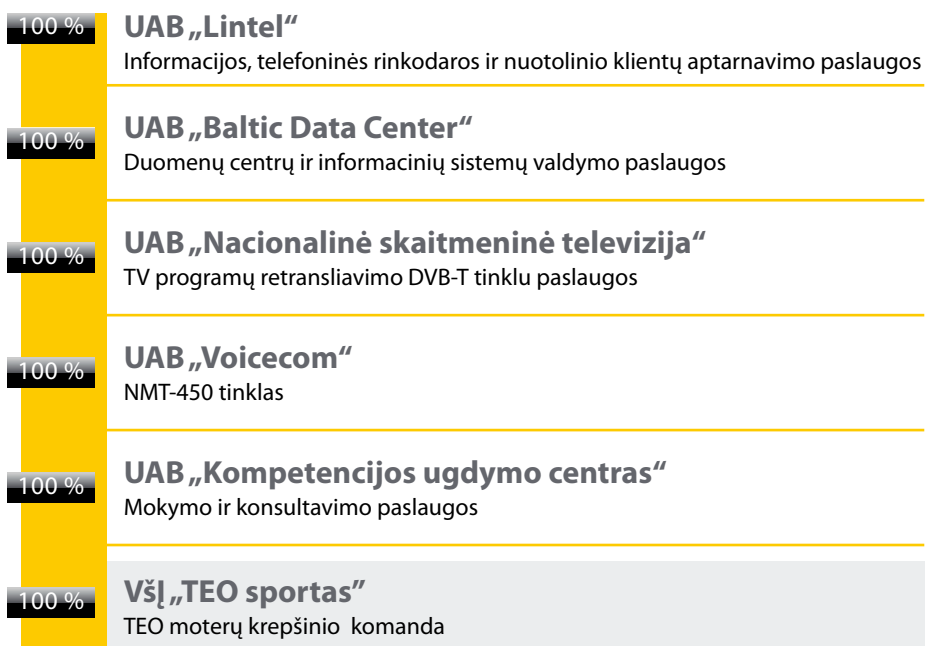 100 %
UAB „Lintel“
Informacijos, telefoninės rinkodaros ir nuotolinio klientų aptarnavimo paslaugos
100 %
UAB „Baltic Data Center“
Duomenų centrų ir informacinių sistemų valdymo paslaugos
100 %
UAB „Nacionalinė skaitmeninė televizija“
TV programų retransliavimo DVB-T tinklu paslaugos
100 %
UAB „Voicecom“
NMT-450 tinklas
100 %
UAB „Kompetencijos ugdymo centras“
Mokymo ir konsultavimo paslaugos
100 %
VšĮ „TEO sportas”
TEO moterų krepšinio komanda